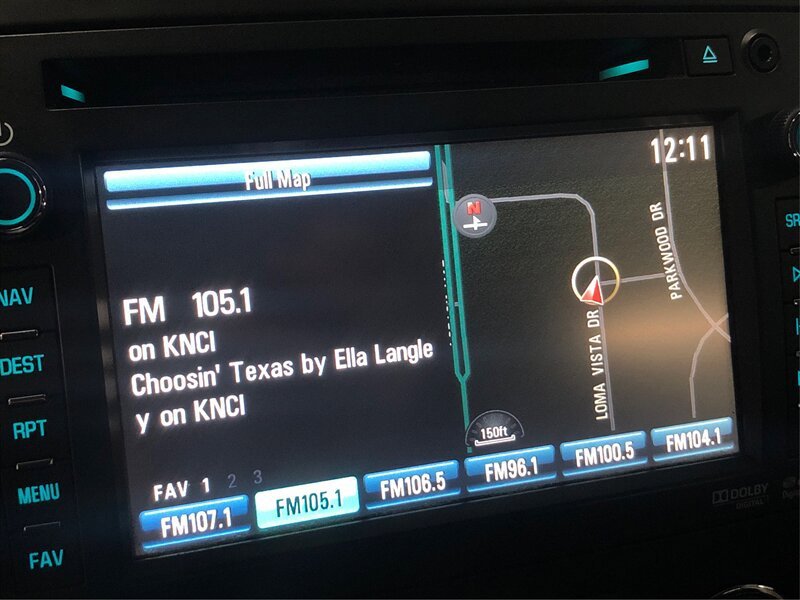 Full Map
12:11
N
FM 105.1
on KNCI
Choosin' Texas by Ella Langle
y on KNCI
LOMA VISTA DR
PARKWOOD DR
150ft
FAV 1 2 3
FM107.1
FM105.1
FM106.5
FM96.1
FM100.5
FM104.1
NAV
DEST
RPT
MENU
FAV
DOLBY
DIGITAL